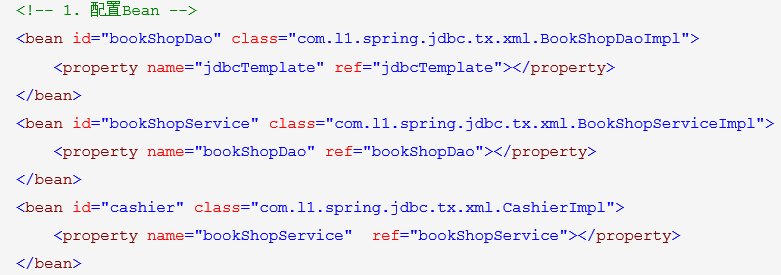 <!-- 1. 配置Bean -->
<bean id="bookShopDao" class="com.l1.spring.jdbc.tx.xml.BookShopDaoImpl">
    <property name="jdbcTemplate" ref="jdbcTemplate"></property>
</bean>
<bean id="bookShopService" class="com.l1.spring.jdbc.tx.xml.BookShopServiceImpl">
    <property name="bookShopDao" ref="bookShopDao"></property>
</bean>
<bean id="cashier" class="com.l1.spring.jdbc.tx.xml.CashierImpl">
    <property name="bookShopService"  ref="bookShopService"></property>
</bean>